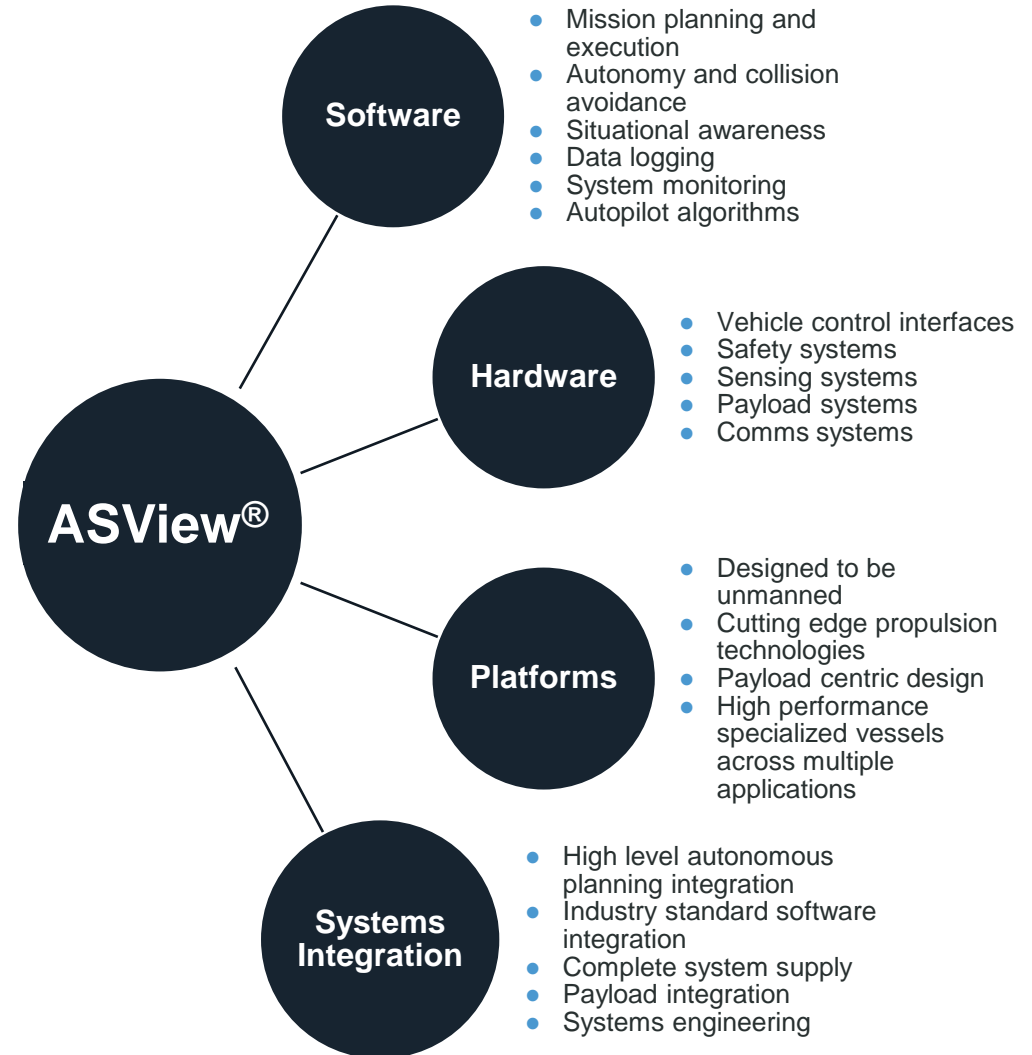 Software
● Mission planning and
execution
● Autonomy and collision
avoidance
● Situational awareness
● Data logging
● System monitoring
● Autopilot algorithms
Hardware
● Vehicle control interfaces
● Safety systems
● Sensing systems
● Payload systems
● Comms systems
ASView®
Platforms
● Designed to be
unmanned
● Cutting edge propulsion
technologies
● Payload centric design
● High performance
specialized vessels
across multiple
applications
Systems
Integration
● High level autonomous
planning integration
● Industry standard software
integration
● Complete system supply
● Payload integration
● Systems engineering